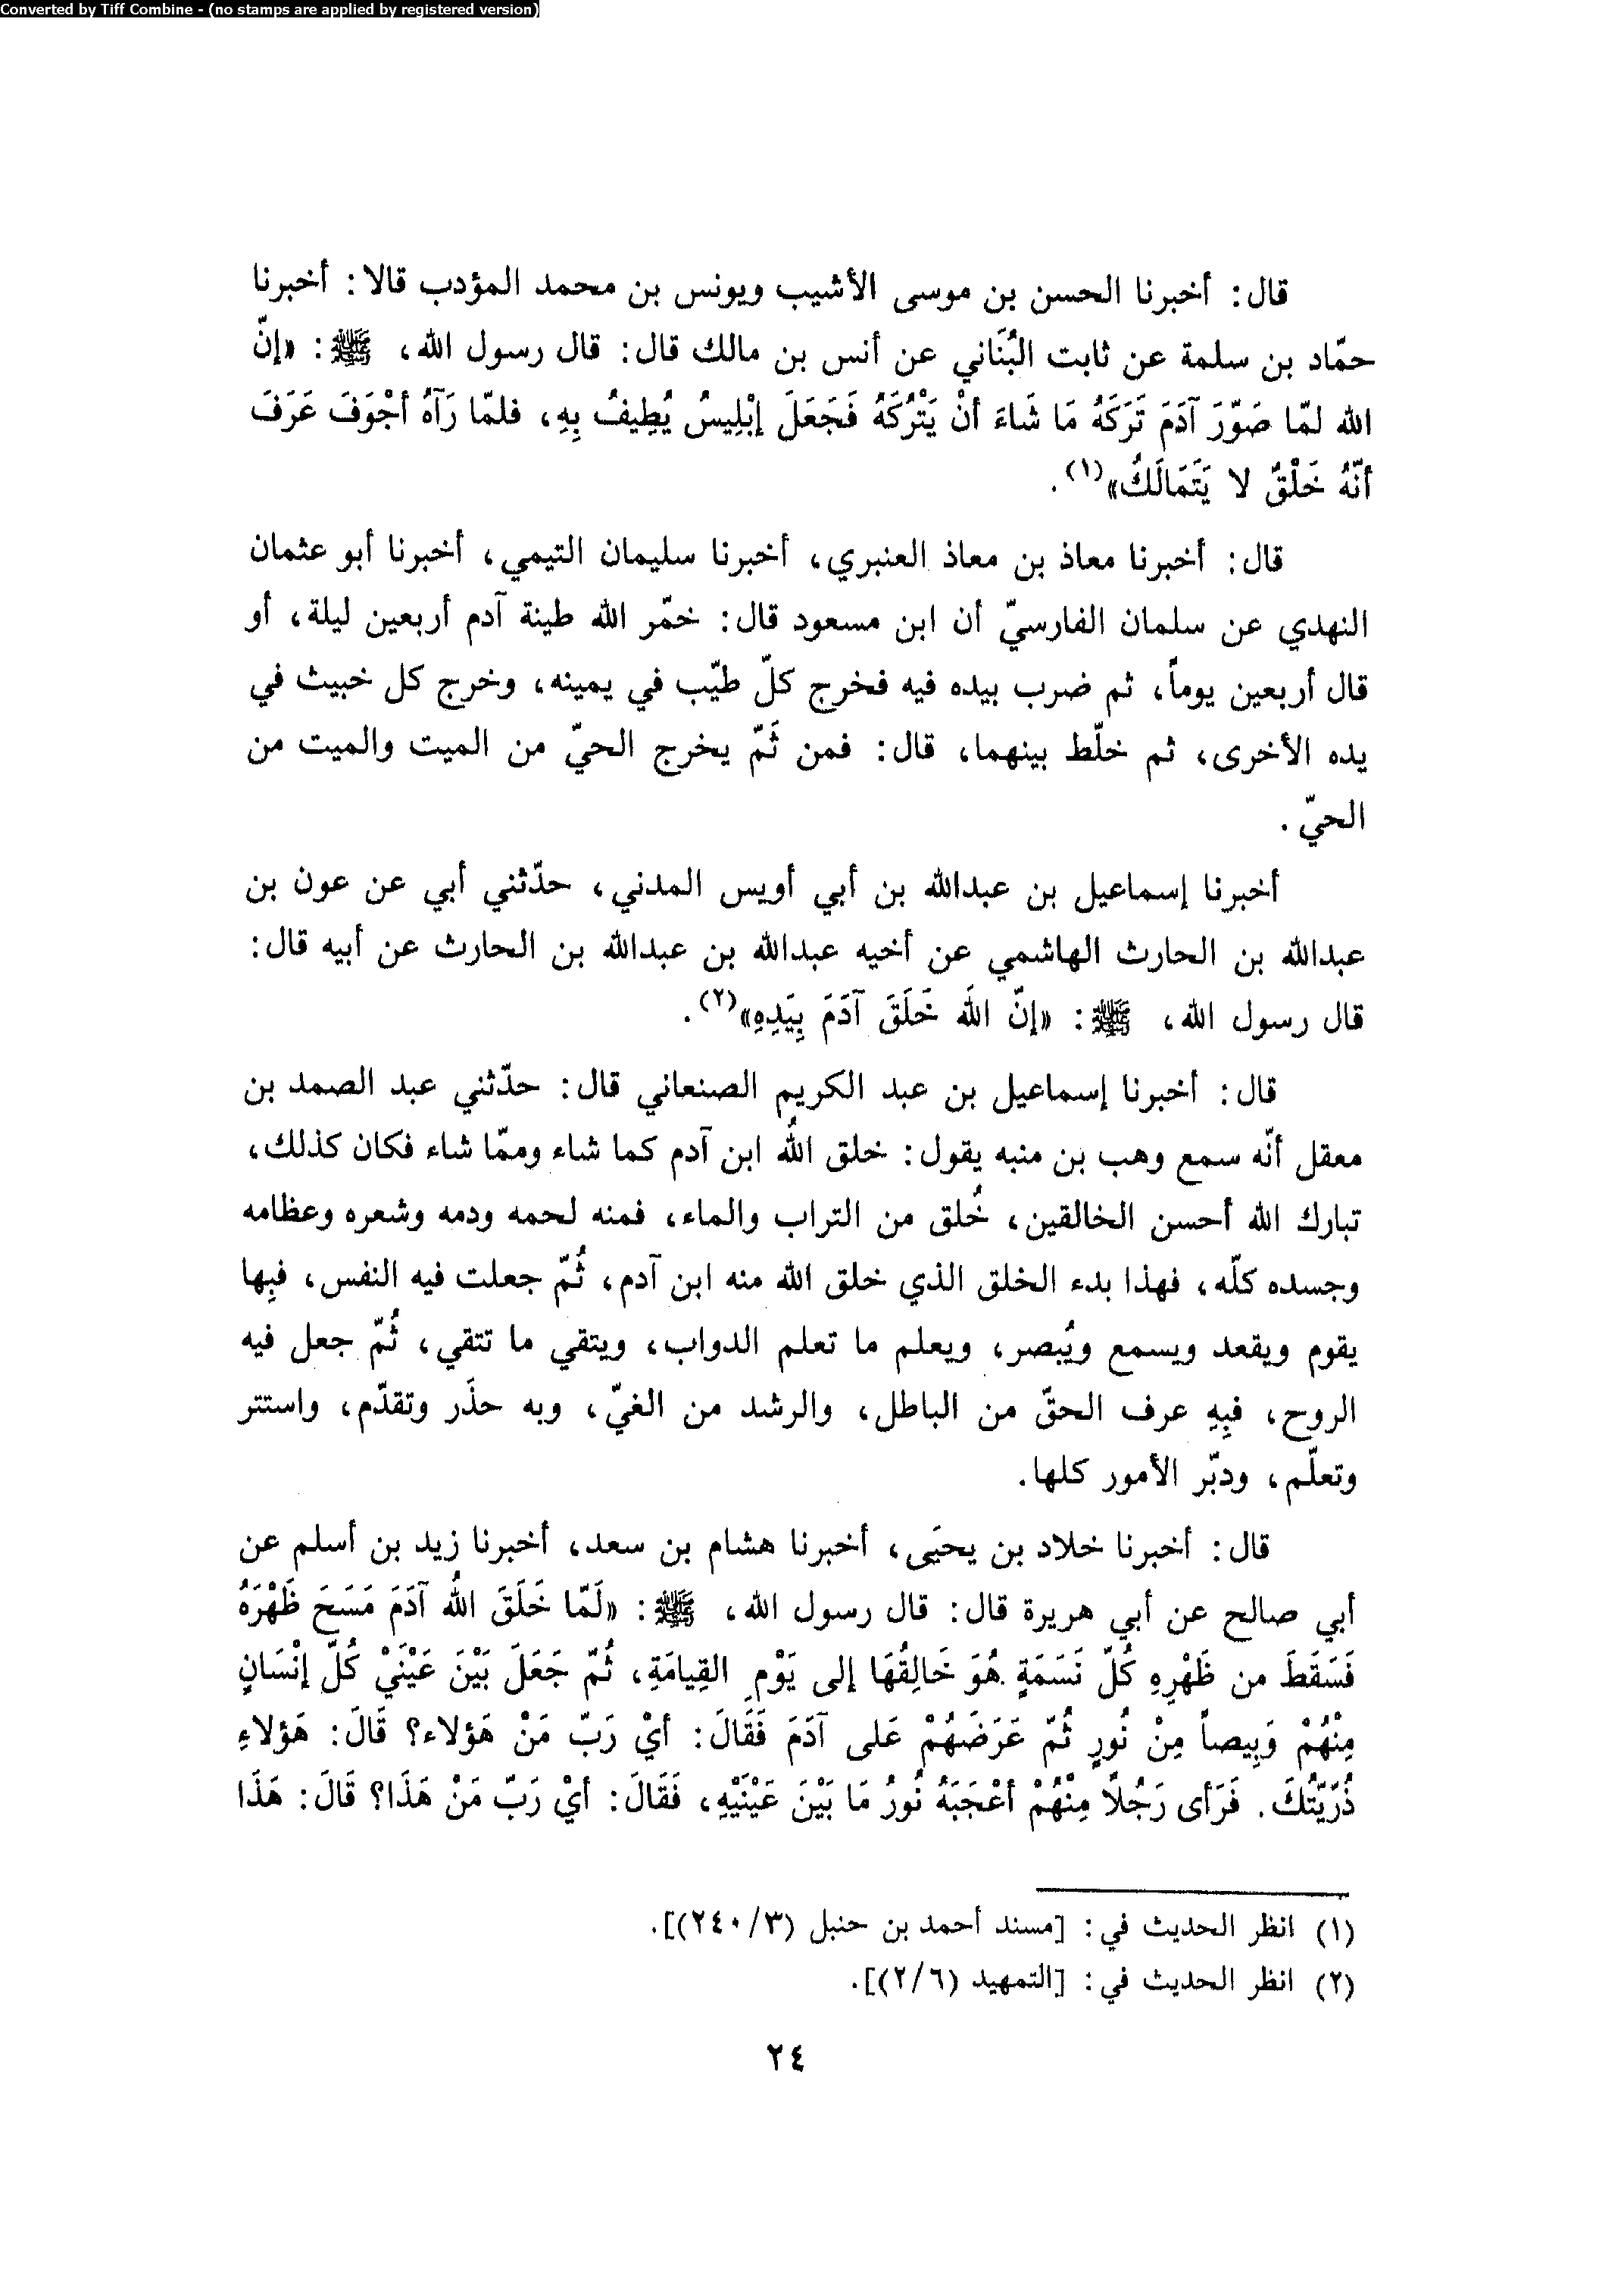 Converted by Tiff Combine - (no stamps are applied by registered version)
قال: أخبرنا الحسن بن موسى الأشيب ويونس بن محمد المؤدب قالا: أخبرنا
حمّاد بن سلمة عن ثابت البُنَاني عن أنس بن مالك قال: قال رسول الله، ﷺ: «إنّ
الله لمّا صَوّرَ آدَمَ تَرَكَهُ مَا شَاءَ أنْ يَتْرُكَهُ فَجَعَلَ إبْلِيسُ يُطِيفُ بِهِ، فلمّا رَآهُ أجْوَفَ عَرَفَ
أنّهُ خَلْقٌ لا يَتَمَالَكُ»(١).
قال: أخبرنا معاذ بن معاذ العنبري، أخبرنا سليمان التيمي، أخبرنا أبو عثمان
النهدي عن سلمان الفارسيّ أن ابن مسعود قال: خمّر الله طينة آدم أربعين ليلة، أو
قال أربعين يوماً، ثم ضرب بيده فيه فخرج كلّ طيّب في يمينه، وخرج كل خبيث في
يده الأخرى، ثم خلّط بينهما، قال: فمن ثَمّ يخرج الحيّ من الميت والميت من
الحيّ.
أخبرنا إسماعيل بن عبدالله بن أبي أويس المدني، حدّثني أبي عن عون بن
عبدالله بن الحارث الهاشمي عن أخيه عبدالله بن عبدالله بن الحارث عن أبيه قال:
قال رسول الله، ﷺ: «إنّ اللَه خَلَقَ آدَمَ بِيَدِهِ»(٢).
قال: أخبرنا إسماعيل بن عبد الكريم الصنعاني قال: حدّثني عبد الصمد بن
معقل أنّه سمع وهب بن منبه يقول: خلق اللُه ابن آدم كما شاء وممّا شاء فكان كذلك،
تبارك الله أحسن الخالقين، خُلق من التراب والماء، فمنه لحمه ودمه وشعره وعظامه
وجسده كلّه، فهذا بدء الخلق الذي خلق الله منه ابن آدم، ثُمّ جعلت فيه النفس، فبِها
يقوم ويقعد ويسمع ويُبصر، ويعلم ما تعلم الدواب، ويتقي ما تتقي، ثُمّ جعل فيه
الروح، فبِهِ عرف الحقّ من الباطل، والرشد من الغيّ، وبه حذَر وتقدّم، واستتر
وتعلّم، ودبّر الأمور كلها.
قال: أخبرنا خلاد بن يحيَى، أخبرنا هشام بن سعد، أخبرنا زيد بن أسلم عن
أبي صالح عن أبي هريرة قال: قال رسول الله، ﷺ: «لَمّا خَلَقَ اللُه آدَمَ مَسَحَ ظَهْرَهُ
فَسَقَطَ من ظَهْرِهِ كُلّ نَسَمَةٍ هُوَ خَالِقُهَا إلى يَوْمِ القِيامَةِ، ثُمّ جَعَلَ بَيْنَ عَيْنَيْ كُلّ إنْسَانٍ
مِنْهُمْ وَبِيصاً مِنْ نُورٍ ثُمّ عَرَضَهُمْ عَلى آدَمَ فَقَالَ: أيْ رَبّ مَنْ هَؤلاء؟ قَالَ: هَؤلاءِ
ذُرّيّتُكَ. فَرَأى رَجُلاً مِنْهُمْ أعْجَبَهُ نُورُ مَا بَيْنَ عَيْنَيْهِ، فَقَالَ: أيْ رَبّ مَنْ هَذَا؟ قَالَ: هَذَا
(١) انظر الحديث في: [مسند أحمد بن حنبل (٢٤٠/٣)].
(٢) انظر الحديث في: [التمهيد (٢/٦)].
٢٤